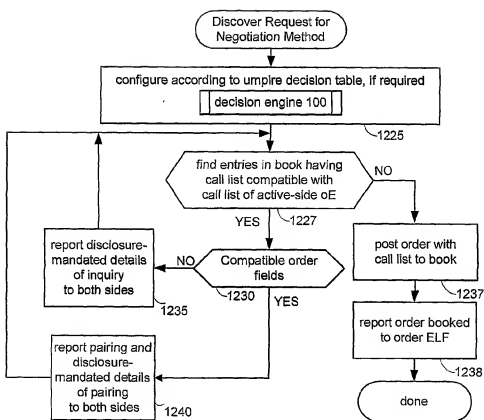 Discover Request for
Negotiation Method
configure according to umpire decision table, if required
decision engine 100
1225
find entries in book having
call list compatible with
call list of active-side oE
NO
YES
1227
report disclosure-
mandated details
of inquiry
to both sides
1235
NO
Compatible order
fields
1230
YES
post order with
call list to book
1237
report order booked
to order ELF
1238
report pairing and
disclosure-
mandated details
of pairing
to both sides
1240
done